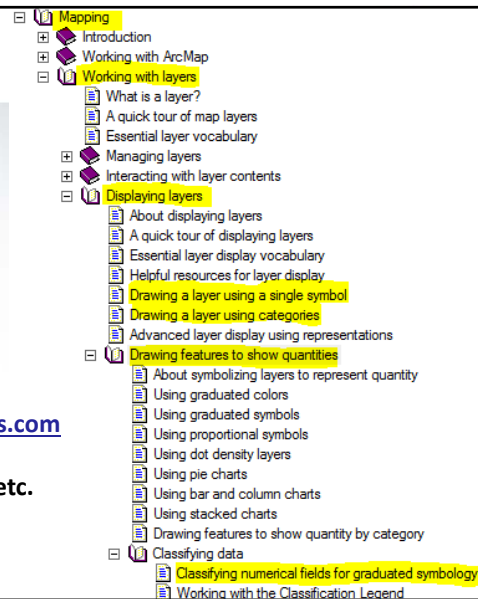 Mapping
Introduction
Working with ArcMap
Working with layers
What is a layer?
A quick tour of map layers
Essential layer vocabulary
Managing layers
Interacting with layer contents
Displaying layers
About displaying layers
A quick tour of displaying layers
Essential layer display vocabulary
Helpful resources for layer display
Drawing a layer using a single symbol
Drawing a layer using categories
Advanced layer display using representations
Drawing features to show quantities
About symbolizing layers to represent quantity
Using graduated colors
Using graduated symbols
s.com
Using proportional symbols
Using dot density layers
etc.
Using pie charts
Using bar and column charts
Using stacked charts
Drawing features to show quantity by category
Classifying data
Classifying numerical fields for graduated symbology
Working with the Classification Legend